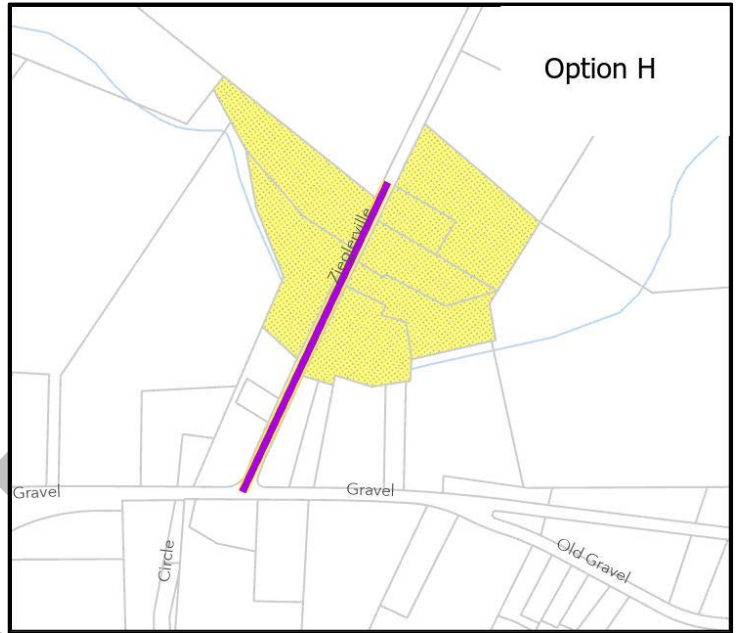 Option H
Zieglerville
Gravel
Gravel
Old Gravel
Circle